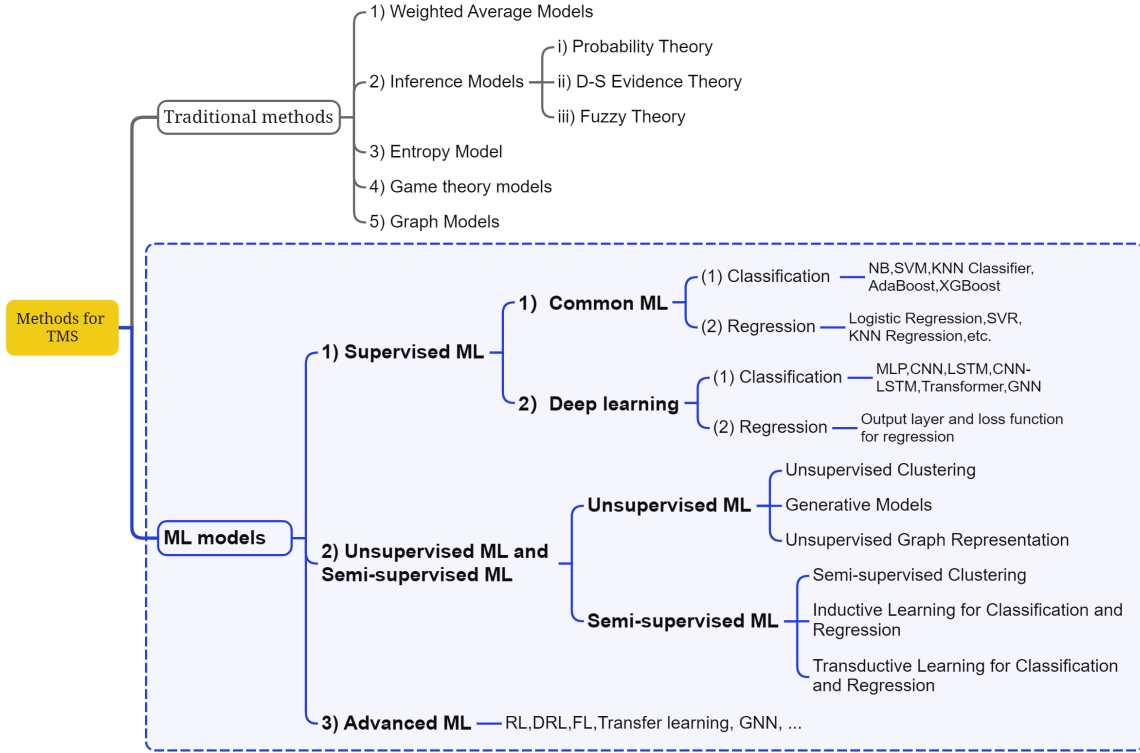 1) Weighted Average Models
i) Probability Theory
2) Inference Models
ii) D-S Evidence Theory
iii) Fuzzy Theory
Traditional methods
3) Entropy Model
4) Game theory models
5) Graph Models
Methods for
TMS
ML models
1) Supervised ML
1) Common ML
(1) Classification
NB,SVM,KNN Classifier,
AdaBoost,XGBoost
(2) Regression
Logistic Regression,SVR,
KNN Regression,etc.
2) Deep learning
(1) Classification
MLP,CNN,LSTM,CNN-
LSTM,Transformer,GNN
(2) Regression
Output layer and loss function
for regression
2) Unsupervised ML and
Semi-supervised ML
Unsupervised ML
Unsupervised Clustering
Generative Models
Unsupervised Graph Representation
Semi-supervised ML
Semi-supervised Clustering
Inductive Learning for Classification and
Regression
Transductive Learning for Classification
and Regression
3) Advanced ML
RL,DRL,FL,Transfer learning, GNN, ...